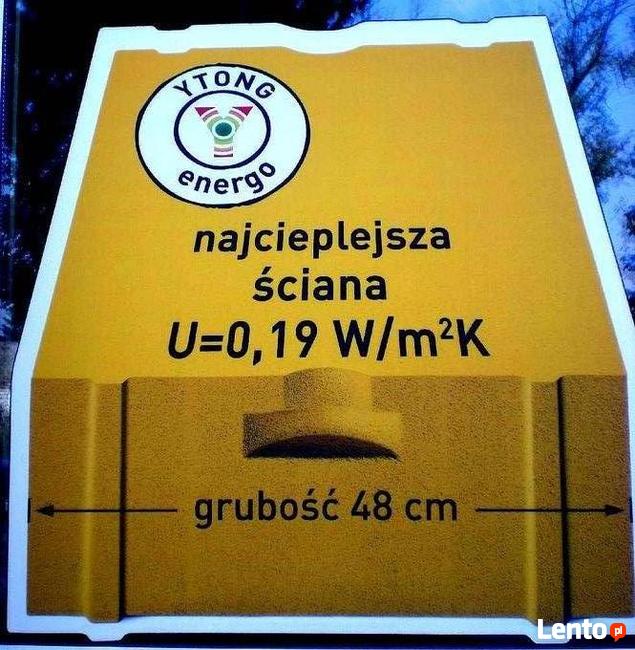 YTONG
energo
najcieplejsza
ściana
U=0,19 W/m²K
grubość 48 cm
Lento pl